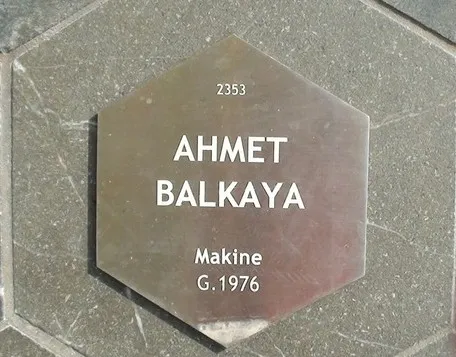 2353
AHMET
BALKAYA
Makine
G.1976